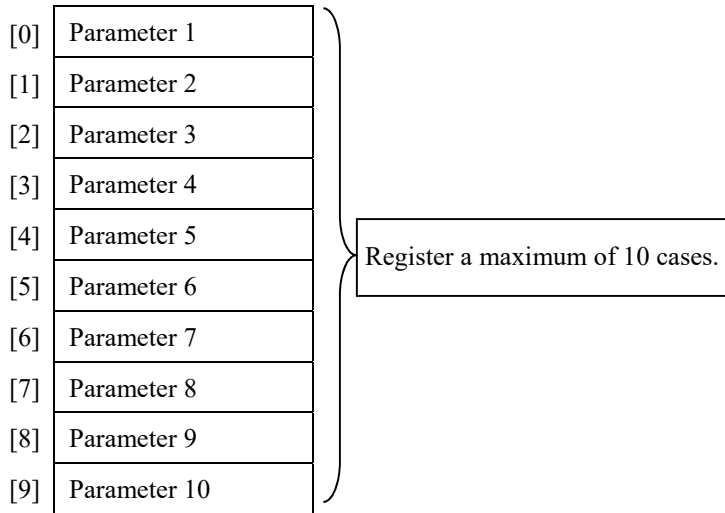 [0] Parameter 1
[1] Parameter 2
[2] Parameter 3
[3] Parameter 4
[4] Parameter 5
Register a maximum of 10 cases.
[5] Parameter 6
[6] Parameter 7
[7] Parameter 8
[8] Parameter 9
[9] Parameter 10